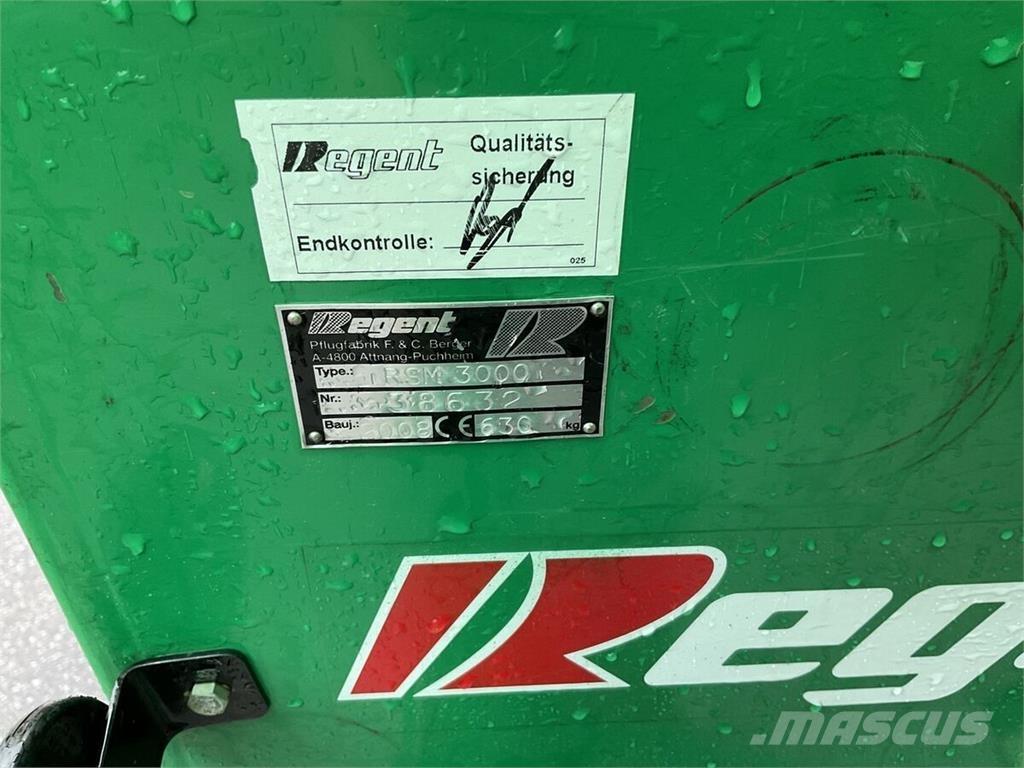 Regent
Qualitäts-
sicherung
Endkontrolle:
025
Regent
Pflugfabrik F. & C. Berger
A-4800 Attnang-Puchheim
Type.: RSM 3000
Nr.: 38632
Bauj.: 2008 CE 630 kg
Reg
MASCUS